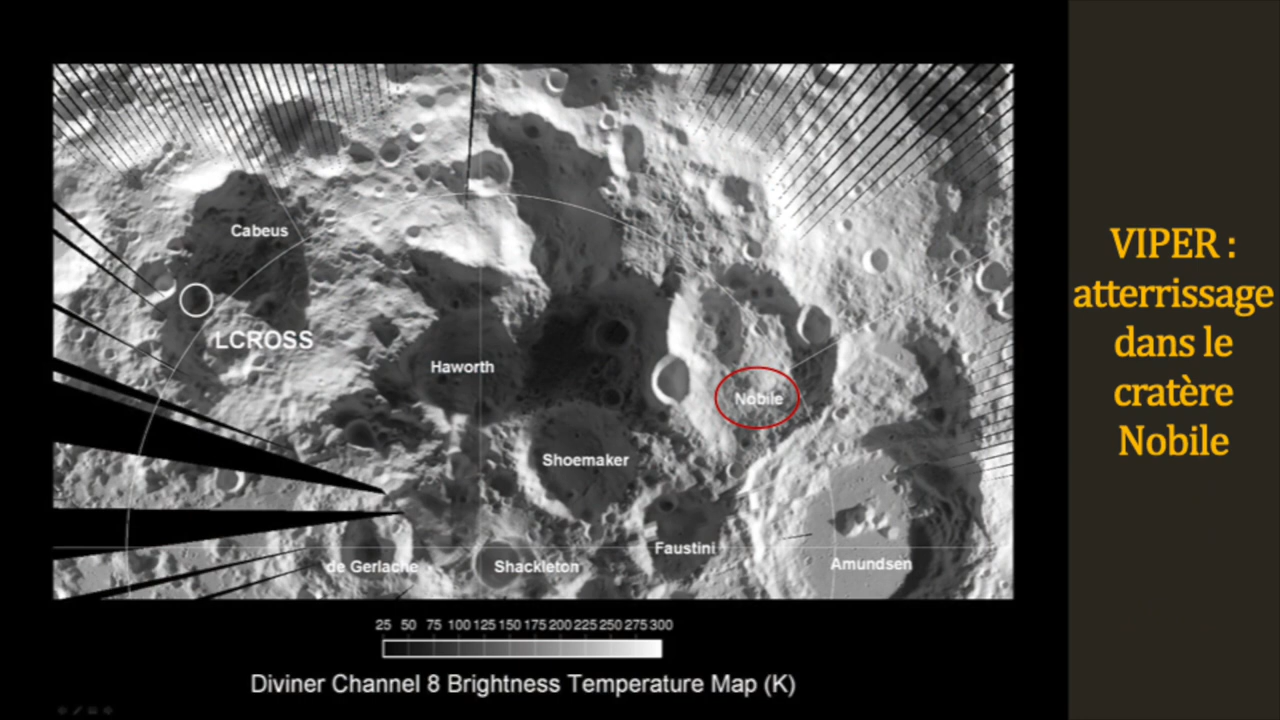 Cabeus
LCROSS
Haworth
Nobile
Shoemaker
Faustini
de Gerlache
Shackleton
Amundsen
25 50 75 100 125 150 175 200 225 250 275 300
Diviner Channel 8 Brightness Temperature Map (K)
VIPER :
atterrissage
dans le
cratère
Nobile